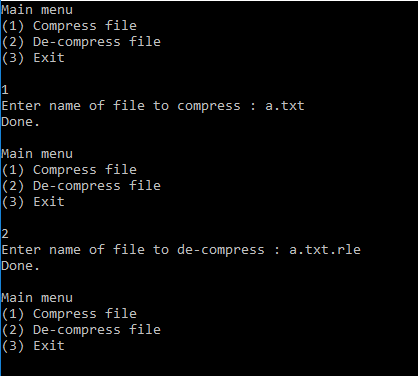 Main menu
(1) Compress file
(2) De-compress file
(3) Exit
1
Enter name of file to compress : a.txt
Done.
Main menu
(1) Compress file
(2) De-compress file
(3) Exit
2
Enter name of file to de-compress : a.txt.rle
Done.
Main menu
(1) Compress file
(2) De-compress file
(3) Exit